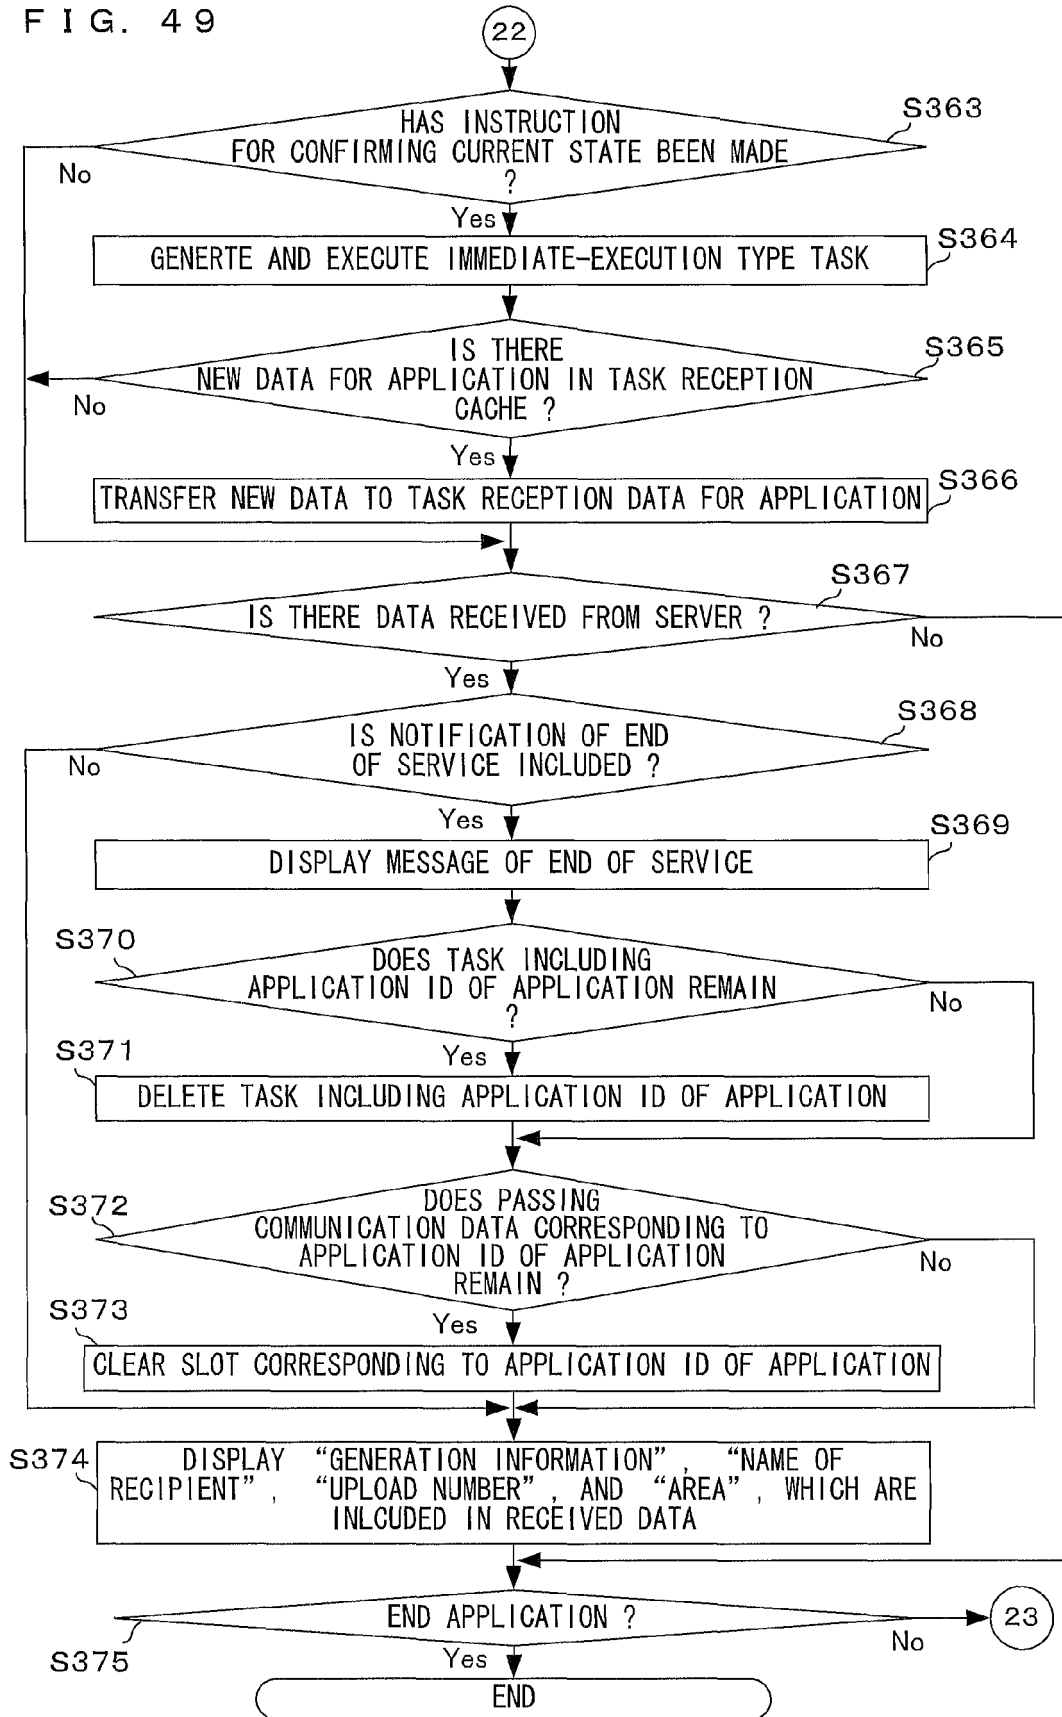 FIG. 49
22
HAS INSTRUCTION
FOR CONFIRMING CURRENT STATE BEEN MADE
?
S363
No
Yes
GENERTE AND EXECUTE IMMEDIATE-EXECUTION TYPE TASK
S364
IS THERE
NEW DATA FOR APPLICATION IN TASK RECEPTION
CACHE ?
S365
No
Yes
TRANSFER NEW DATA TO TASK RECEPTION DATA FOR APPLICATION
S366
IS THERE DATA RECEIVED FROM SERVER ?
S367
No
Yes
IS NOTIFICATION OF END
OF SERVICE INCLUDED ?
S368
No
Yes
DISPLAY MESSAGE OF END OF SERVICE
S369
S370
DOES TASK INCLUDING
APPLICATION ID OF APPLICATION REMAIN
?
No
Yes
S371
DELETE TASK INCLUDING APPLICATION ID OF APPLICATION
S372
DOES PASSING
COMMUNICATION DATA CORRESPONDING TO
APPLICATION ID OF APPLICATION
REMAIN ?
No
Yes
S373
CLEAR SLOT CORRESPONDING TO APPLICATION ID OF APPLICATION
S374
DISPLAY “GENERATION INFORMATION”, “NAME OF
RECIPIENT”, “UPLOAD NUMBER”, AND “AREA”, WHICH ARE
INLCUDED IN RECEIVED DATA
END APPLICATION ?
23
No
S375
Yes
END